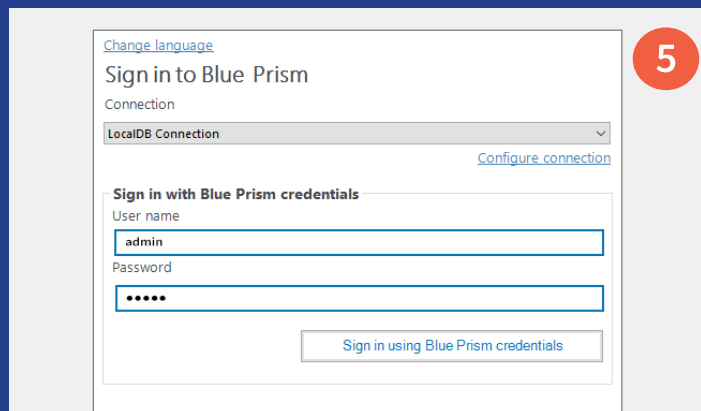 Change language
5
Sign in to Blue Prism
Connection
LocalDB Connection
Configure connection
Sign in with Blue Prism credentials
User name
admin
Password
•••••
Sign in using Blue Prism credentials